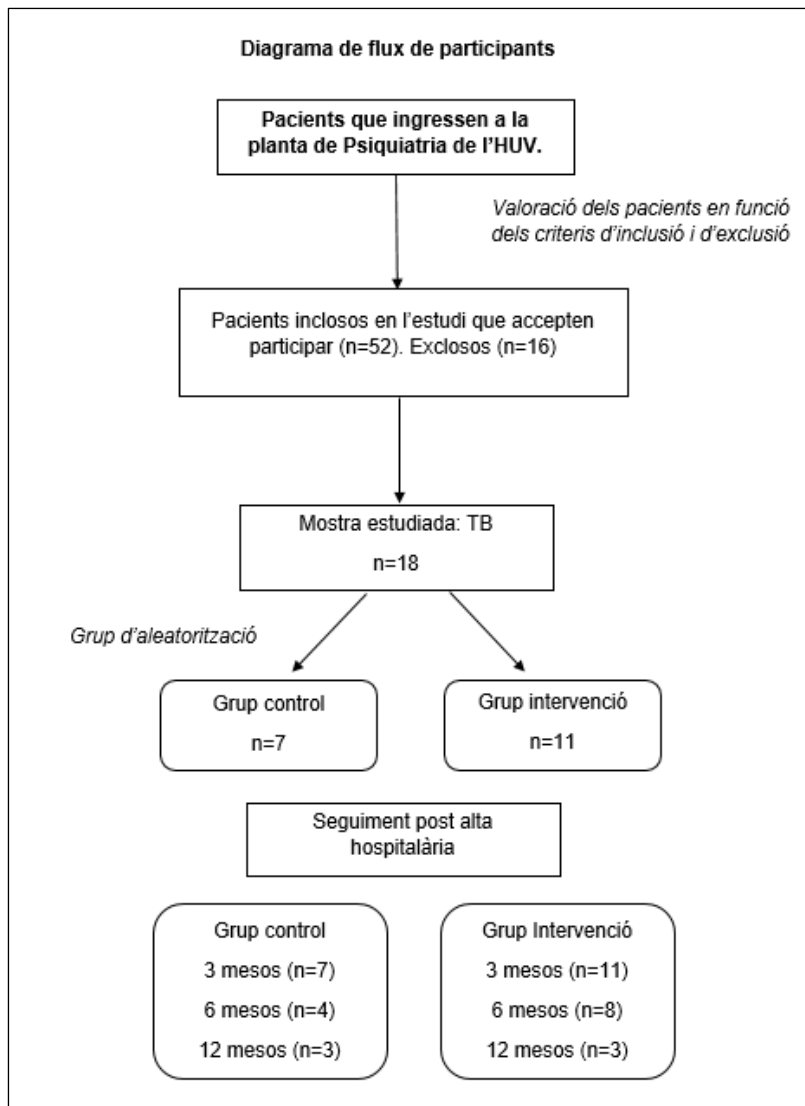 Diagrama de flux de participants
Pacients que ingressen a la
planta de Psiquiatria de l’HUV.
Valoració dels pacients en funció
dels criteris d’inclusió i d’exclusió
Pacients inclosos en l’estudi que accepten
participar (n=52). Exclosos (n=16)
Mostra estudiada: TB
n=18
Grup d’aleatorització
Grup control
n=7
Grup intervenció
n=11
Seguiment post alta
hospitalària
Grup control
3 mesos (n=7)
6 mesos (n=4)
12 mesos (n=3)
Grup Intervenció
3 mesos (n=11)
6 mesos (n=8)
12 mesos (n=3)